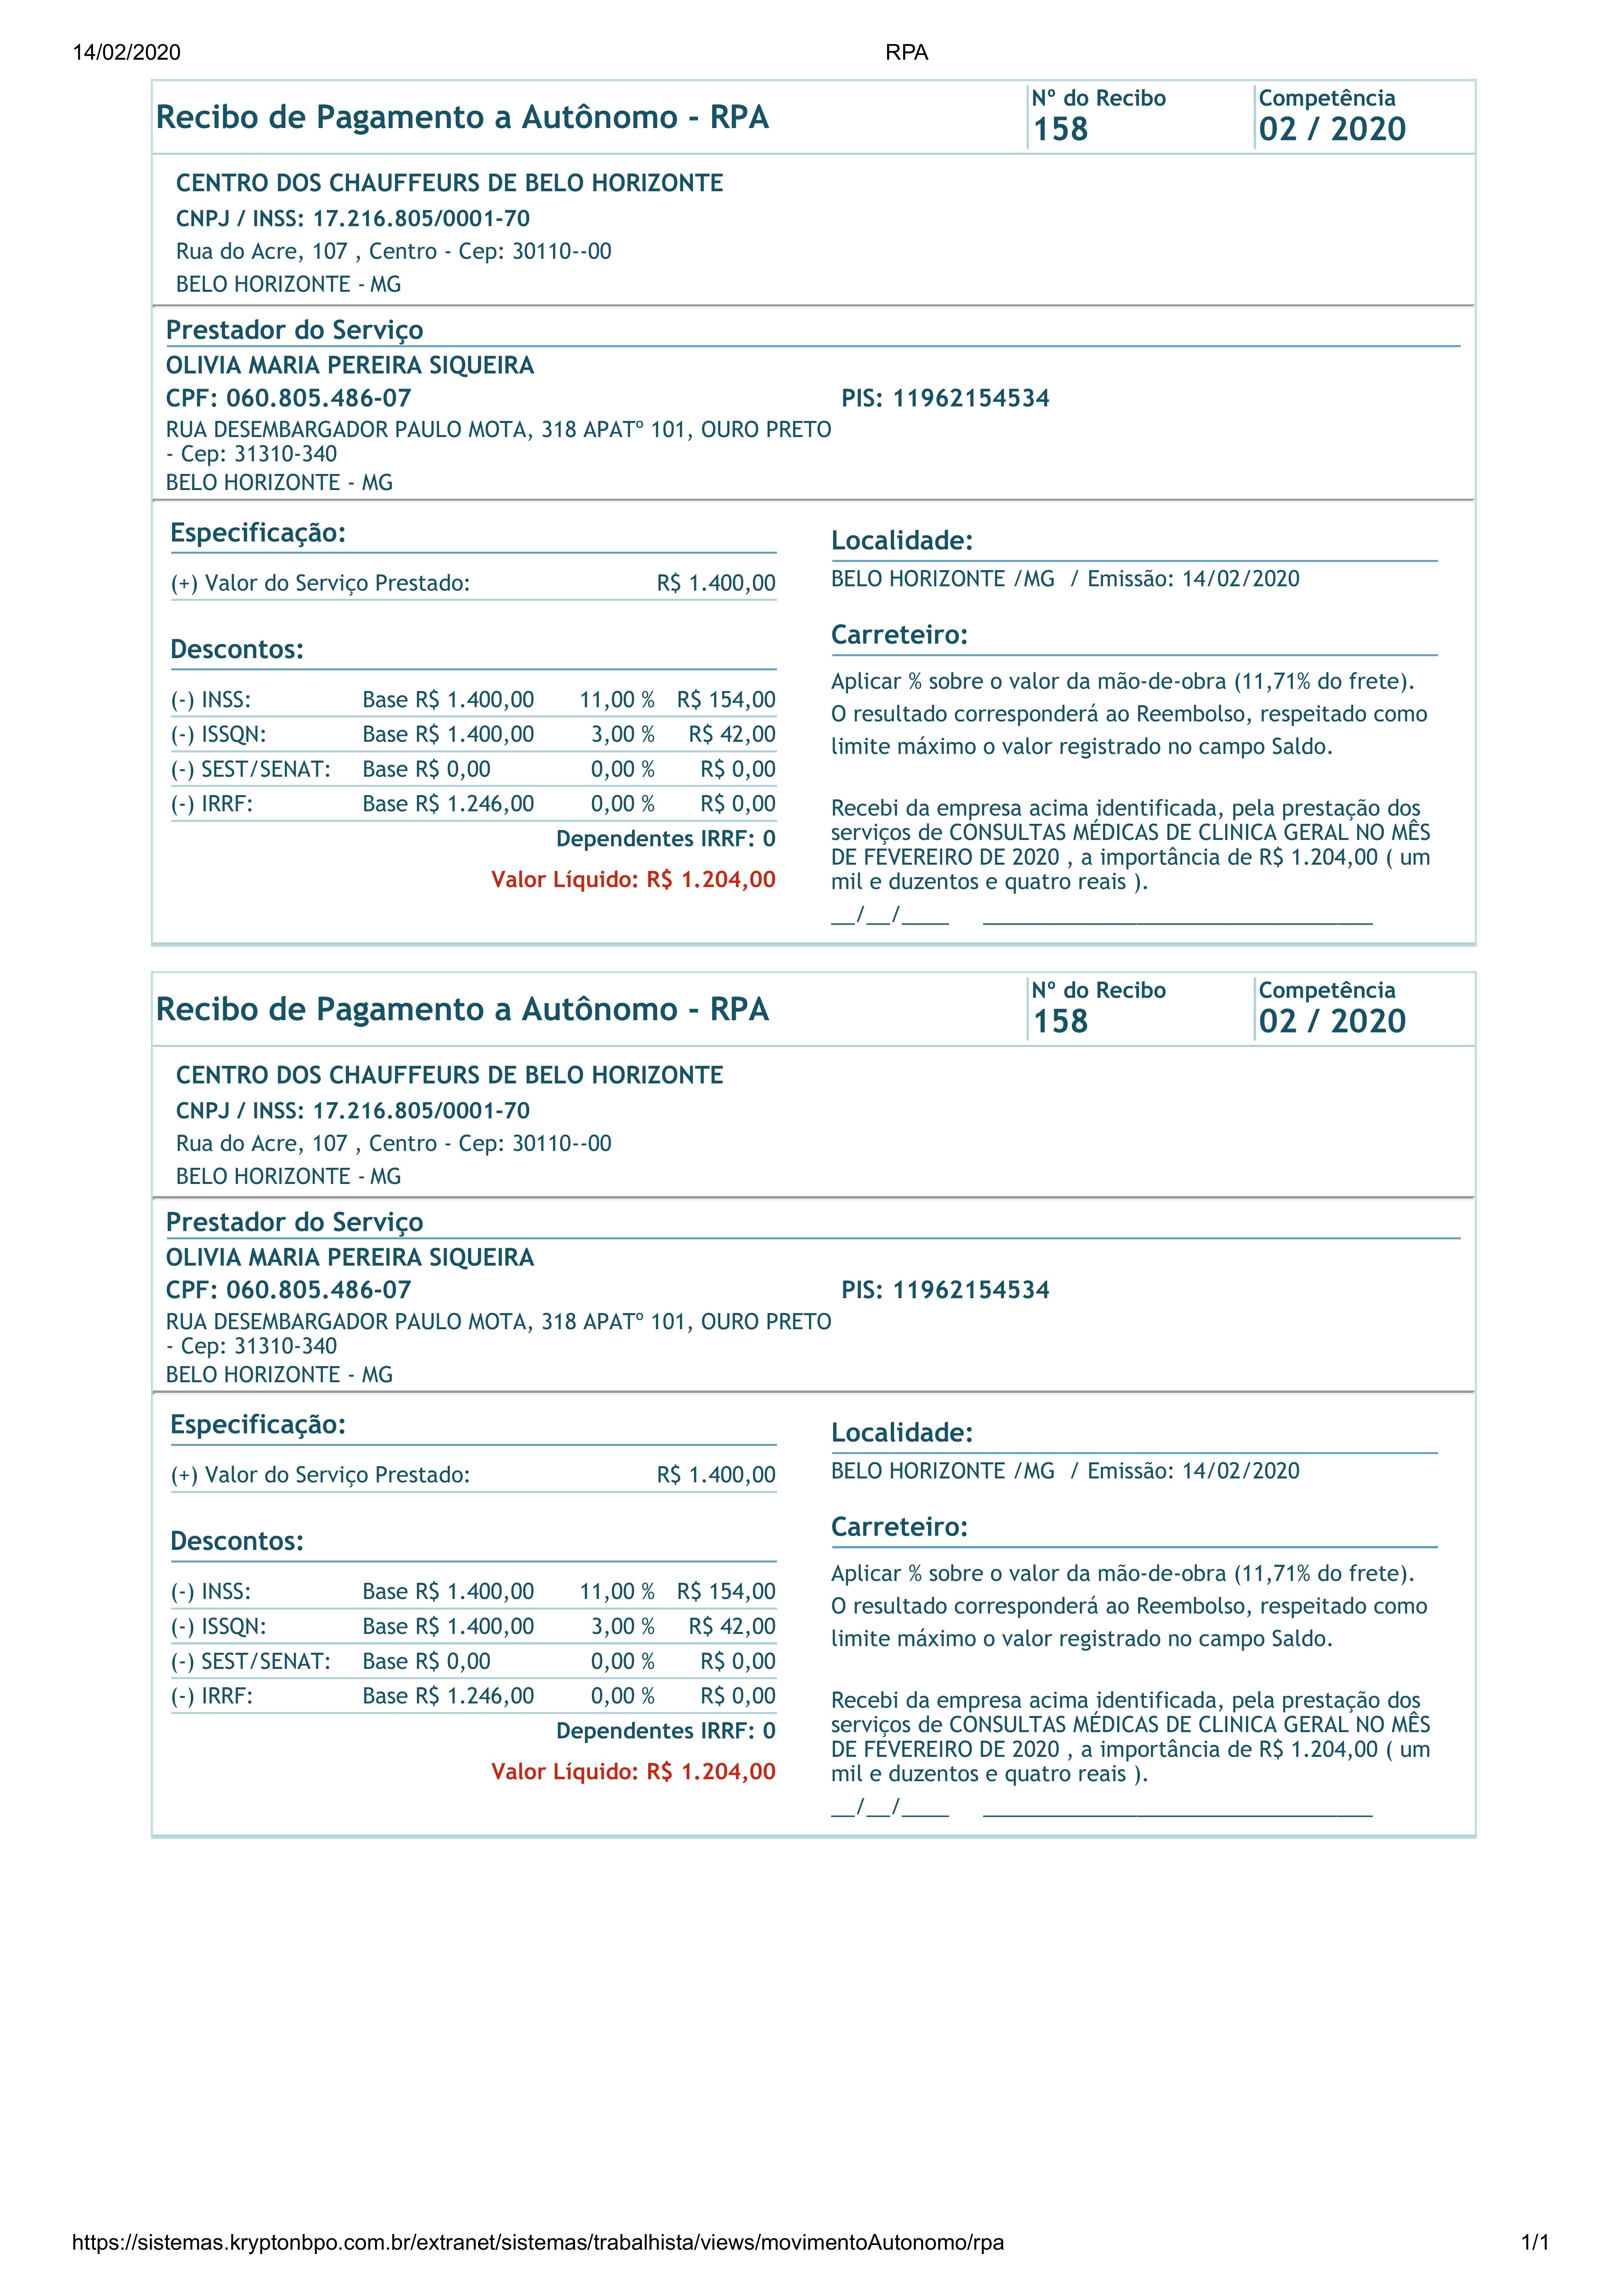 14/02/2020 RPA
Recibo de Pagamento a Autônomo - RPA
Nº do Recibo
158
Competência
02 / 2020
CENTRO DOS CHAUFFEURS DE BELO HORIZONTE
CNPJ / INSS: 17.216.805/0001-70
Rua do Acre, 107 , Centro - Cep: 30110--00
BELO HORIZONTE - MG
Prestador do Serviço
OLIVIA MARIA PEREIRA SIQUEIRA
CPF: 060.805.486-07 PIS: 11962154534
RUA DESEMBARGADOR PAULO MOTA, 318 APATº 101, OURO PRETO
- Cep: 31310-340
BELO HORIZONTE - MG
Especificação:
(+) Valor do Serviço Prestado: R$ 1.400,00
Descontos:
(-) INSS: Base R$ 1.400,00 11,00 % R$ 154,00
(-) ISSQN: Base R$ 1.400,00 3,00 % R$ 42,00
(-) SEST/SENAT: Base R$ 0,00 0,00 % R$ 0,00
(-) IRRF: Base R$ 1.246,00 0,00 % R$ 0,00
Dependentes IRRF: 0
Valor Líquido: R$ 1.204,00
Localidade:
BELO HORIZONTE /MG / Emissão: 14/02/2020
Carreteiro:
Aplicar % sobre o valor da mão-de-obra (11,71% do frete).
O resultado corresponderá ao Reembolso, respeitado como
limite máximo o valor registrado no campo Saldo.
Recebi da empresa acima identificada, pela prestação dos
serviços de CONSULTAS MÉDICAS DE CLINICA GERAL NO MÊS
DE FEVEREIRO DE 2020 , a importância de R$ 1.204,00 ( um
mil e duzentos e quatro reais ).
__/__/____ _________________________________
Recibo de Pagamento a Autônomo - RPA
Nº do Recibo
158
Competência
02 / 2020
CENTRO DOS CHAUFFEURS DE BELO HORIZONTE
CNPJ / INSS: 17.216.805/0001-70
Rua do Acre, 107 , Centro - Cep: 30110--00
BELO HORIZONTE - MG
Prestador do Serviço
OLIVIA MARIA PEREIRA SIQUEIRA
CPF: 060.805.486-07 PIS: 11962154534
RUA DESEMBARGADOR PAULO MOTA, 318 APATº 101, OURO PRETO
- Cep: 31310-340
BELO HORIZONTE - MG
Especificação:
(+) Valor do Serviço Prestado: R$ 1.400,00
Descontos:
(-) INSS: Base R$ 1.400,00 11,00 % R$ 154,00
(-) ISSQN: Base R$ 1.400,00 3,00 % R$ 42,00
(-) SEST/SENAT: Base R$ 0,00 0,00 % R$ 0,00
(-) IRRF: Base R$ 1.246,00 0,00 % R$ 0,00
Dependentes IRRF: 0
Valor Líquido: R$ 1.204,00
Localidade:
BELO HORIZONTE /MG / Emissão: 14/02/2020
Carreteiro:
Aplicar % sobre o valor da mão-de-obra (11,71% do frete).
O resultado corresponderá ao Reembolso, respeitado como
limite máximo o valor registrado no campo Saldo.
Recebi da empresa acima identificada, pela prestação dos
serviços de CONSULTAS MÉDICAS DE CLINICA GERAL NO MÊS
DE FEVEREIRO DE 2020 , a importância de R$ 1.204,00 ( um
mil e duzentos e quatro reais ).
__/__/____ _________________________________
https://sistemas.kryptonbpo.com.br/extranet/sistemas/trabalhista/views/movimentoAutonomo/rpa 1/1